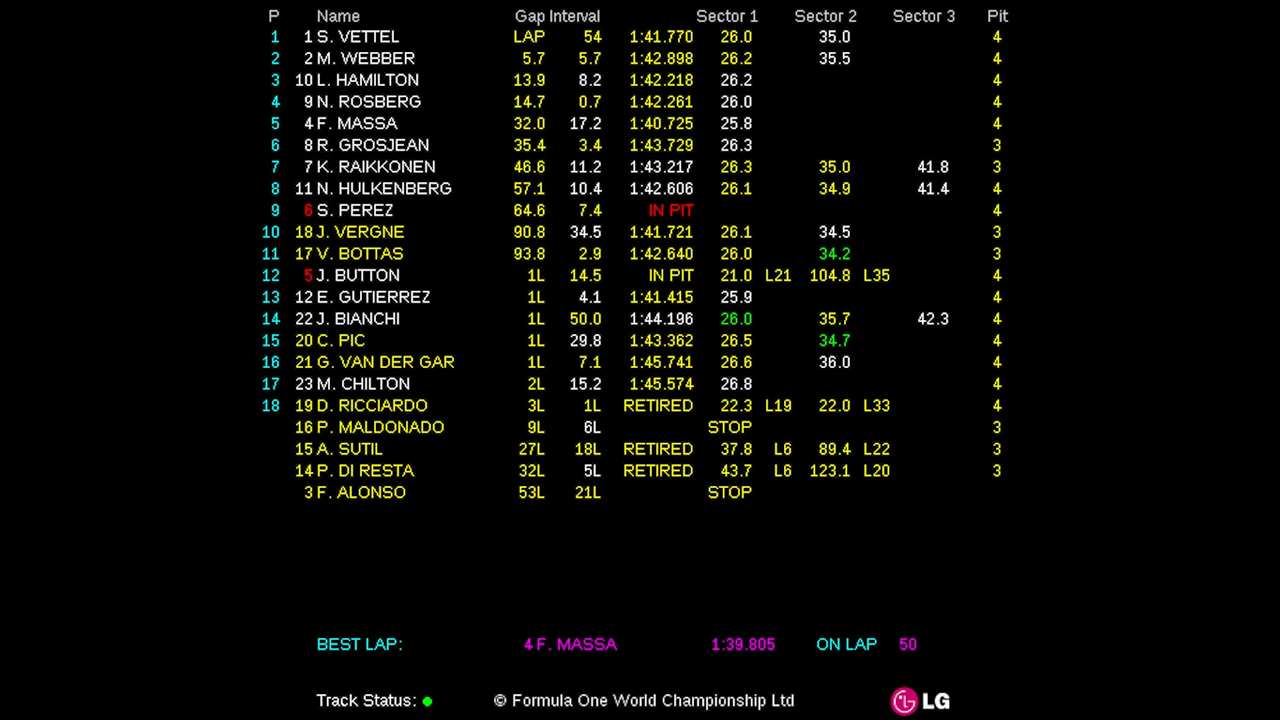 P Name Gap Interval Sector 1 Sector 2 Sector 3 Pit
1 1 S. VETTEL LAP 54 1:41.770 26.0 35.0 4
2 2 M. WEBBER 5.7 5.7 1:42.898 26.2 35.5 4
3 10 L. HAMILTON 13.9 8.2 1:42.218 26.2 4
4 9 N. ROSBERG 14.7 0.7 1:42.261 26.0 4
5 4 F. MASSA 32.0 17.2 1:40.725 25.8 4
6 8 R. GROSJEAN 35.4 3.4 1:43.729 26.3 3
7 7 K. RAIKKONEN 46.6 11.2 1:43.217 26.3 35.0 41.8 3
8 11 N. HULKENBERG 57.1 10.4 1:42.606 26.1 34.9 41.4 4
9 6 S. PEREZ 64.6 7.4 IN PIT 4
10 18 J. VERGNE 90.8 34.5 1:41.721 26.1 34.5 3
11 17 V. BOTTAS 93.8 2.9 1:42.640 26.0 34.2 3
12 5 J. BUTTON 1L 14.5 IN PIT 21.0 L21 104.8 L35 4
13 12 E. GUTIERREZ 1L 4.1 1:41.415 25.9 4
14 22 J. BIANCHI 1L 50.0 1:44.196 26.0 35.7 42.3 4
15 20 C. PIC 1L 29.8 1:43.362 26.5 34.7 4
16 21 G. VAN DER GAR 1L 7.1 1:45.741 26.6 36.0 4
17 23 M. CHILTON 2L 15.2 1:45.574 26.8 4
18 19 D. RICCIARDO 3L 1L RETIRED 22.3 L19 22.0 L33 4
16 P. MALDONADO 9L 6L STOP 3
15 A. SUTIL 27L 18L RETIRED 37.8 L6 89.4 L22 3
14 P. DI RESTA 32L 5L RETIRED 43.7 L6 123.1 L20 3
3 F. ALONSO 53L 21L STOP
BEST LAP: 4 F. MASSA 1:39.805 ON LAP 50
Track Status: © Formula One World Championship Ltd LG